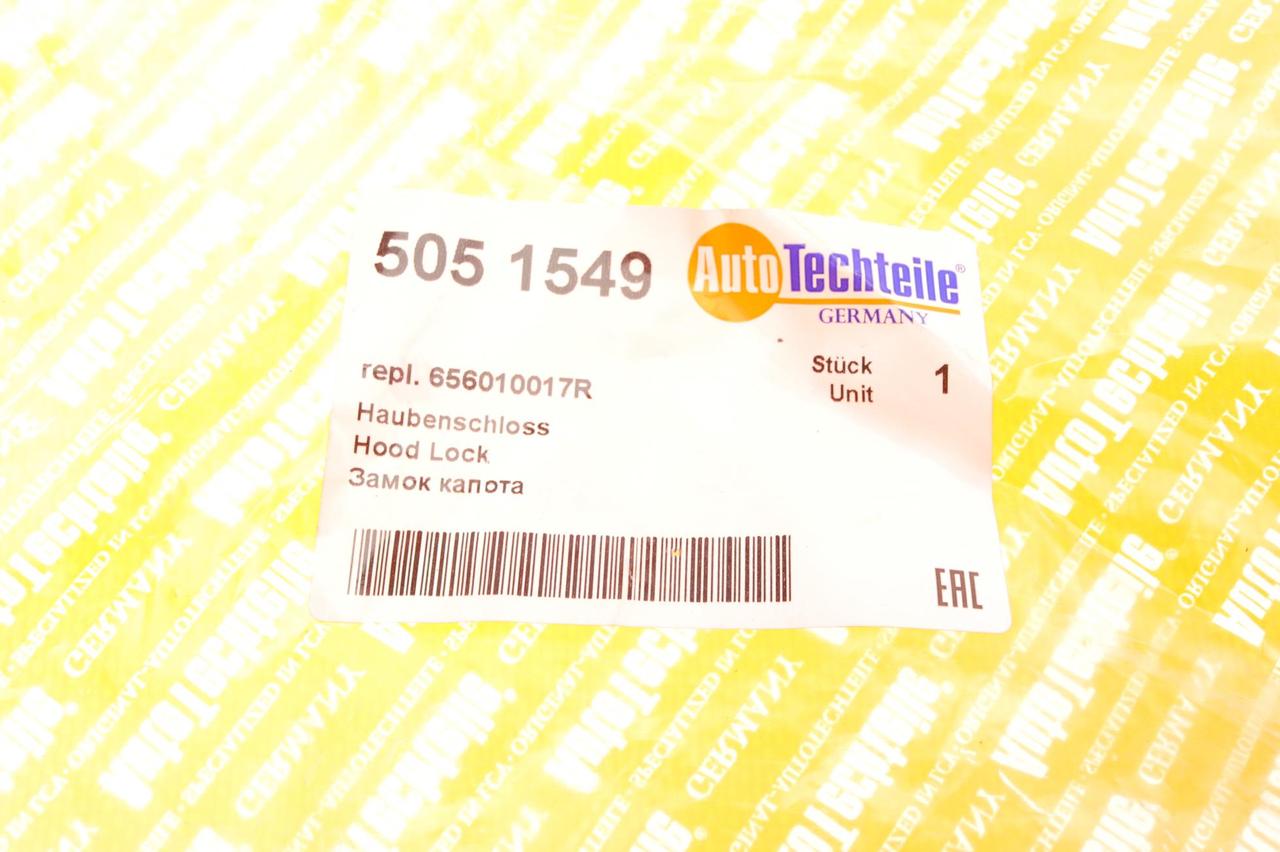 505 1549
AutoTechteile®
GERMANY
repl. 656010017R
Stück 1
Unit
Haubenschloss
Hood Lock
Замок капота
EAC